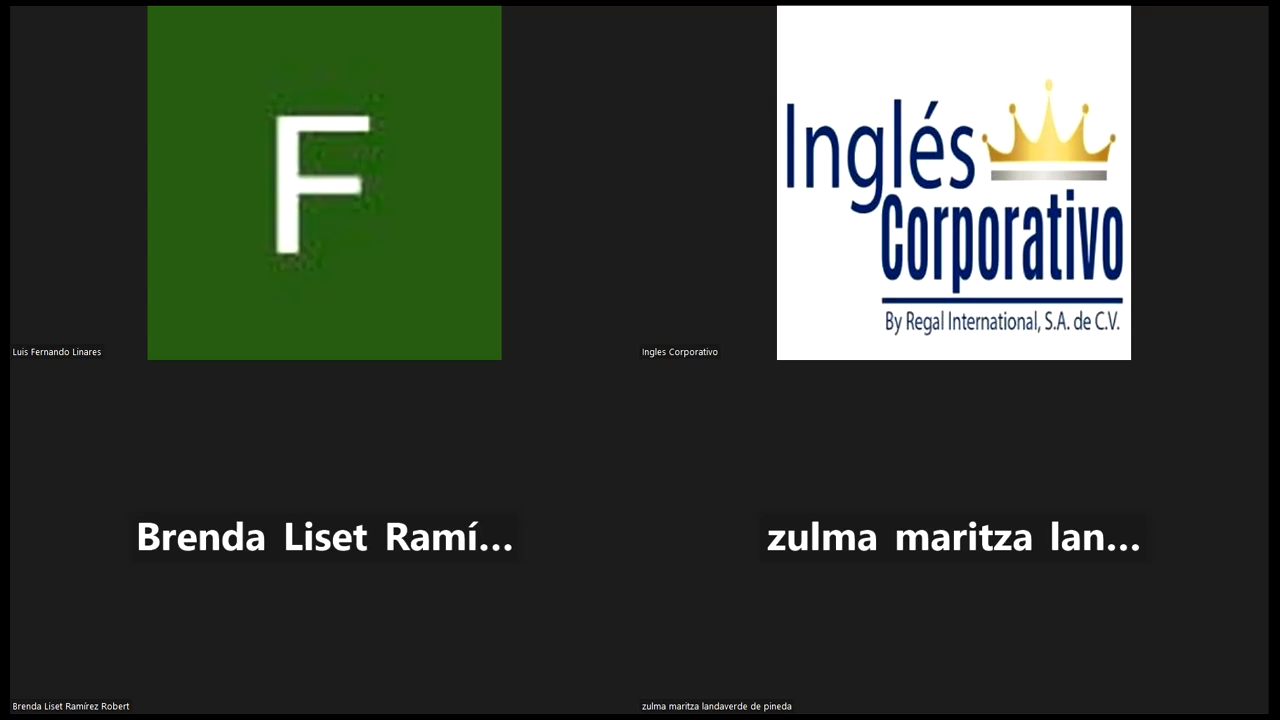 F
Luis Fernando Linares
Inglés
Corporativo
By Regal International, S.A. de C.V.
Ingles Corporativo
Brenda Liset Ramí...
Brenda Liset Ramírez Robert
zulma maritza lan...
zulma maritza landaverde de pineda